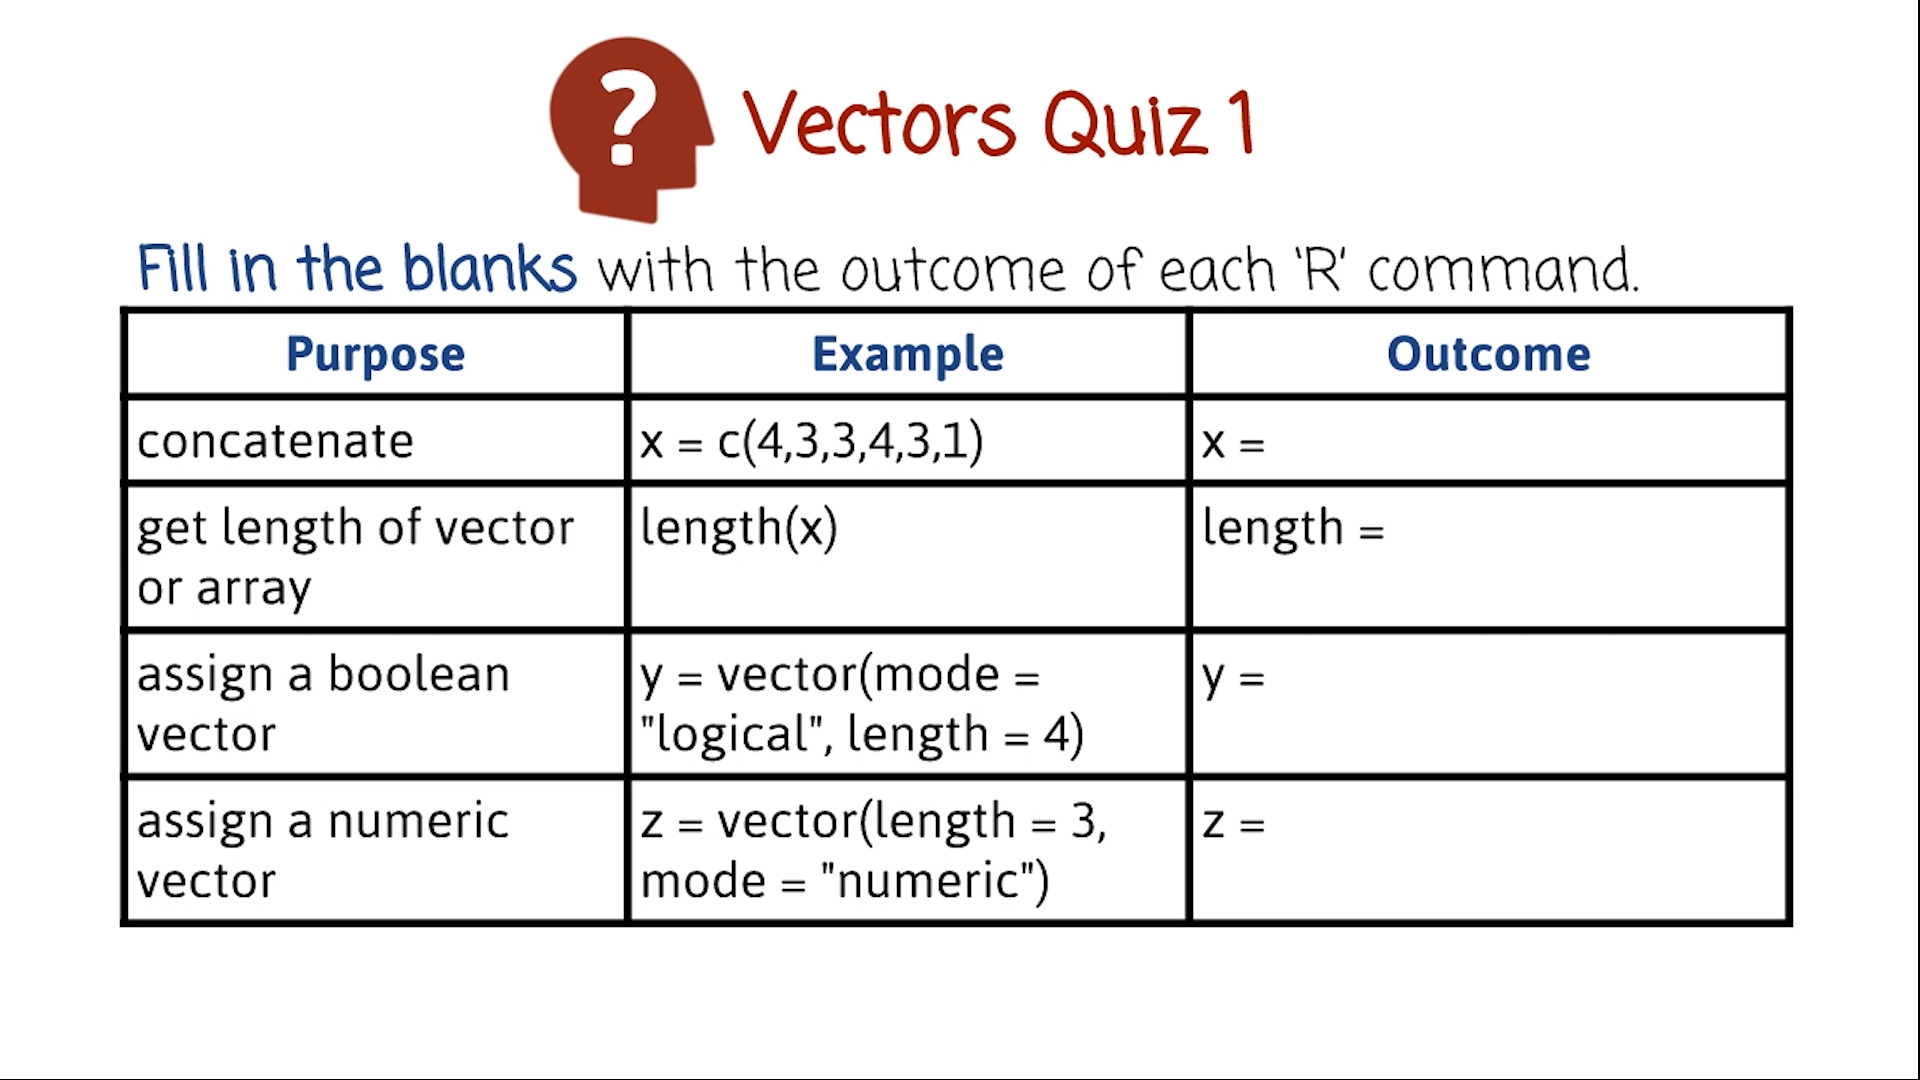 ?
Vectors Quiz 1
Fill in the blanks with the outcome of each ‘R’ command.
Purpose
Example
Outcome
concatenate
x = c(4,3,3,4,3,1)
x =
get length of vector
or array
length(x)
length =
assign a boolean
vector
y = vector(mode =
"logical", length = 4)
y =
assign a numeric
vector
z = vector(length = 3,
mode = "numeric")
z =